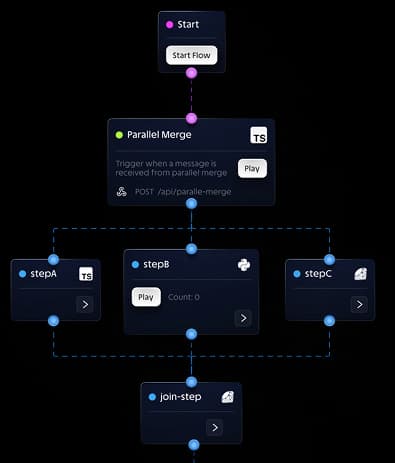 Start
Start Flow
Parallel Merge
TS
Trigger when a message is
received from parallel merge
Play
POST /api/paralle-merge
stepA
TS
stepB
Play
Count: 0
stepC
join-step